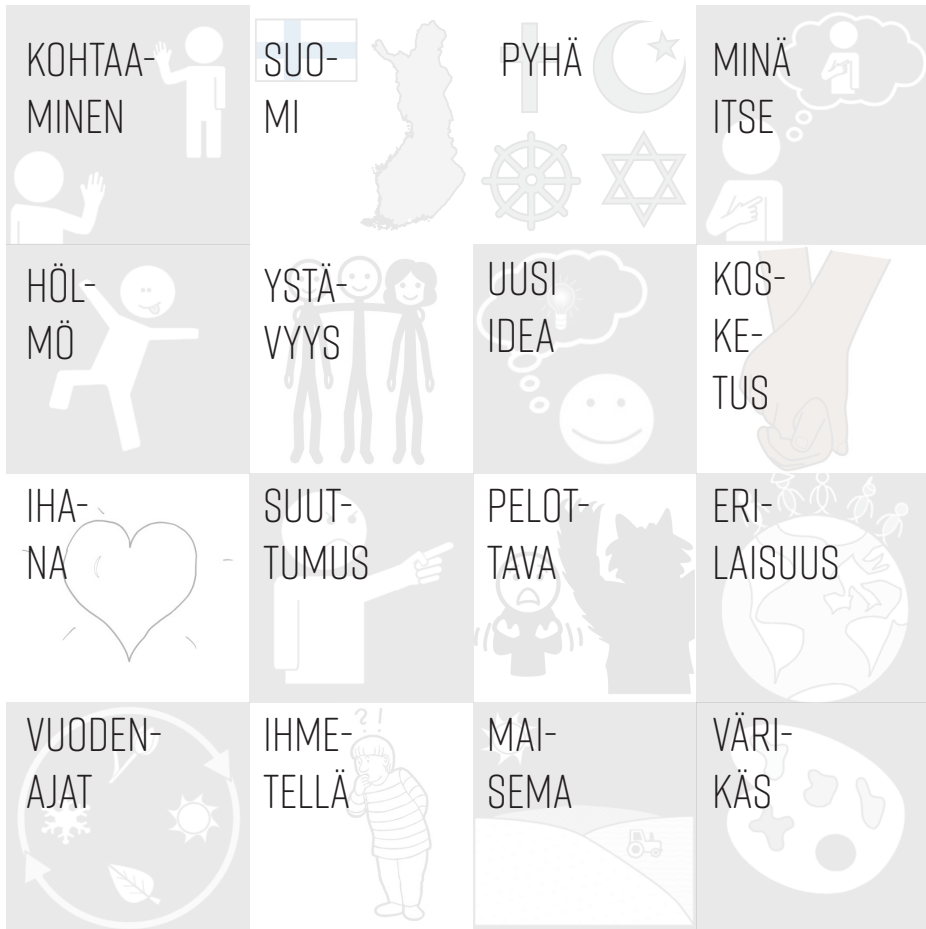 KOHTAA-
MINEN
SUO-
MI
PYHÄ
MINÄ
ITSE
HÖL-
MÖ
YSTÄ-
VYYS
UUSI
IDEA
KOS-
KE-
TUS
IHA-
NA
SUUT-
TUMUS
PELOT-
TAVA
ERI-
LAISUUS
VUODEN-
AJAT
IHME-
TELLÄ
?!
MAI-
SEMA
VÄRI-
KÄS